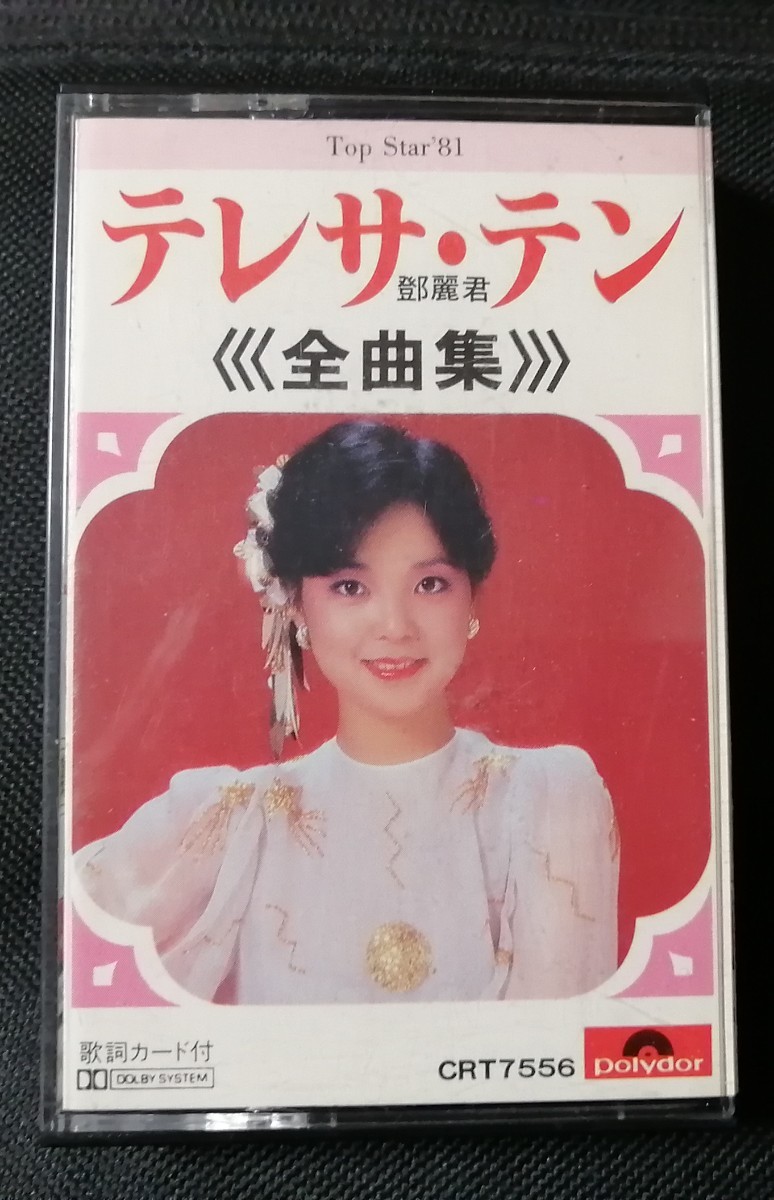 Top Star'81
テレサ・テン
鄧麗君
全曲集
歌詞カード付
DOLBY SYSTEM
CRT7556
polydor